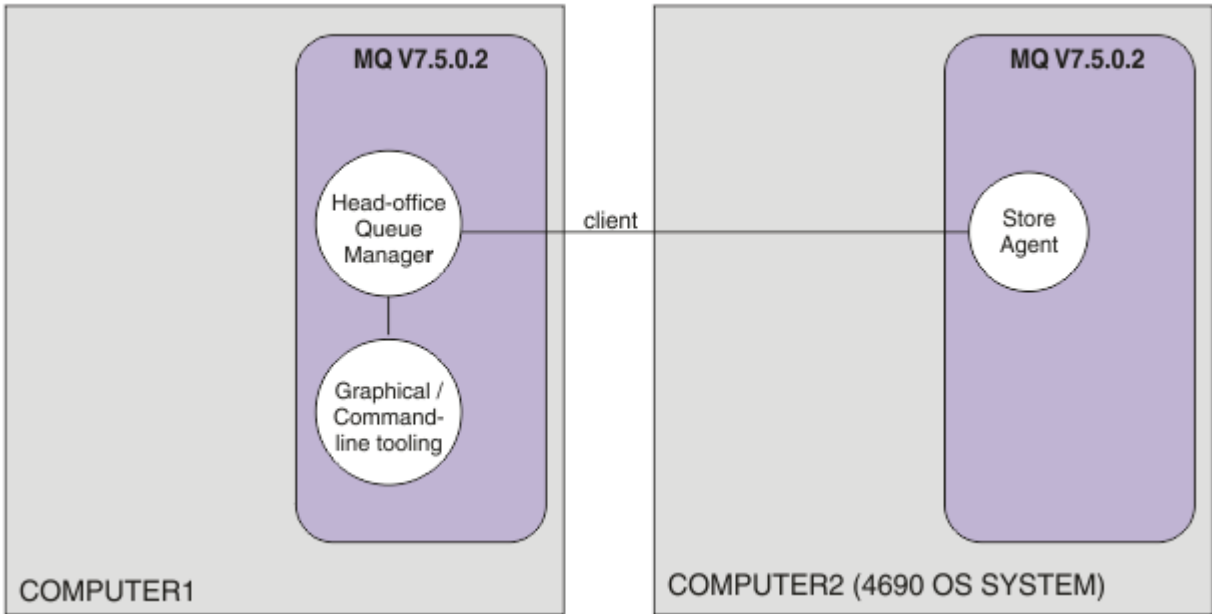 MQ V7.5.0.2
Head-office
Queue
Manager
Graphical /
Command-
line tooling
COMPUTER1
client
MQ V7.5.0.2
Store
Agent
COMPUTER2 (4690 OS SYSTEM)